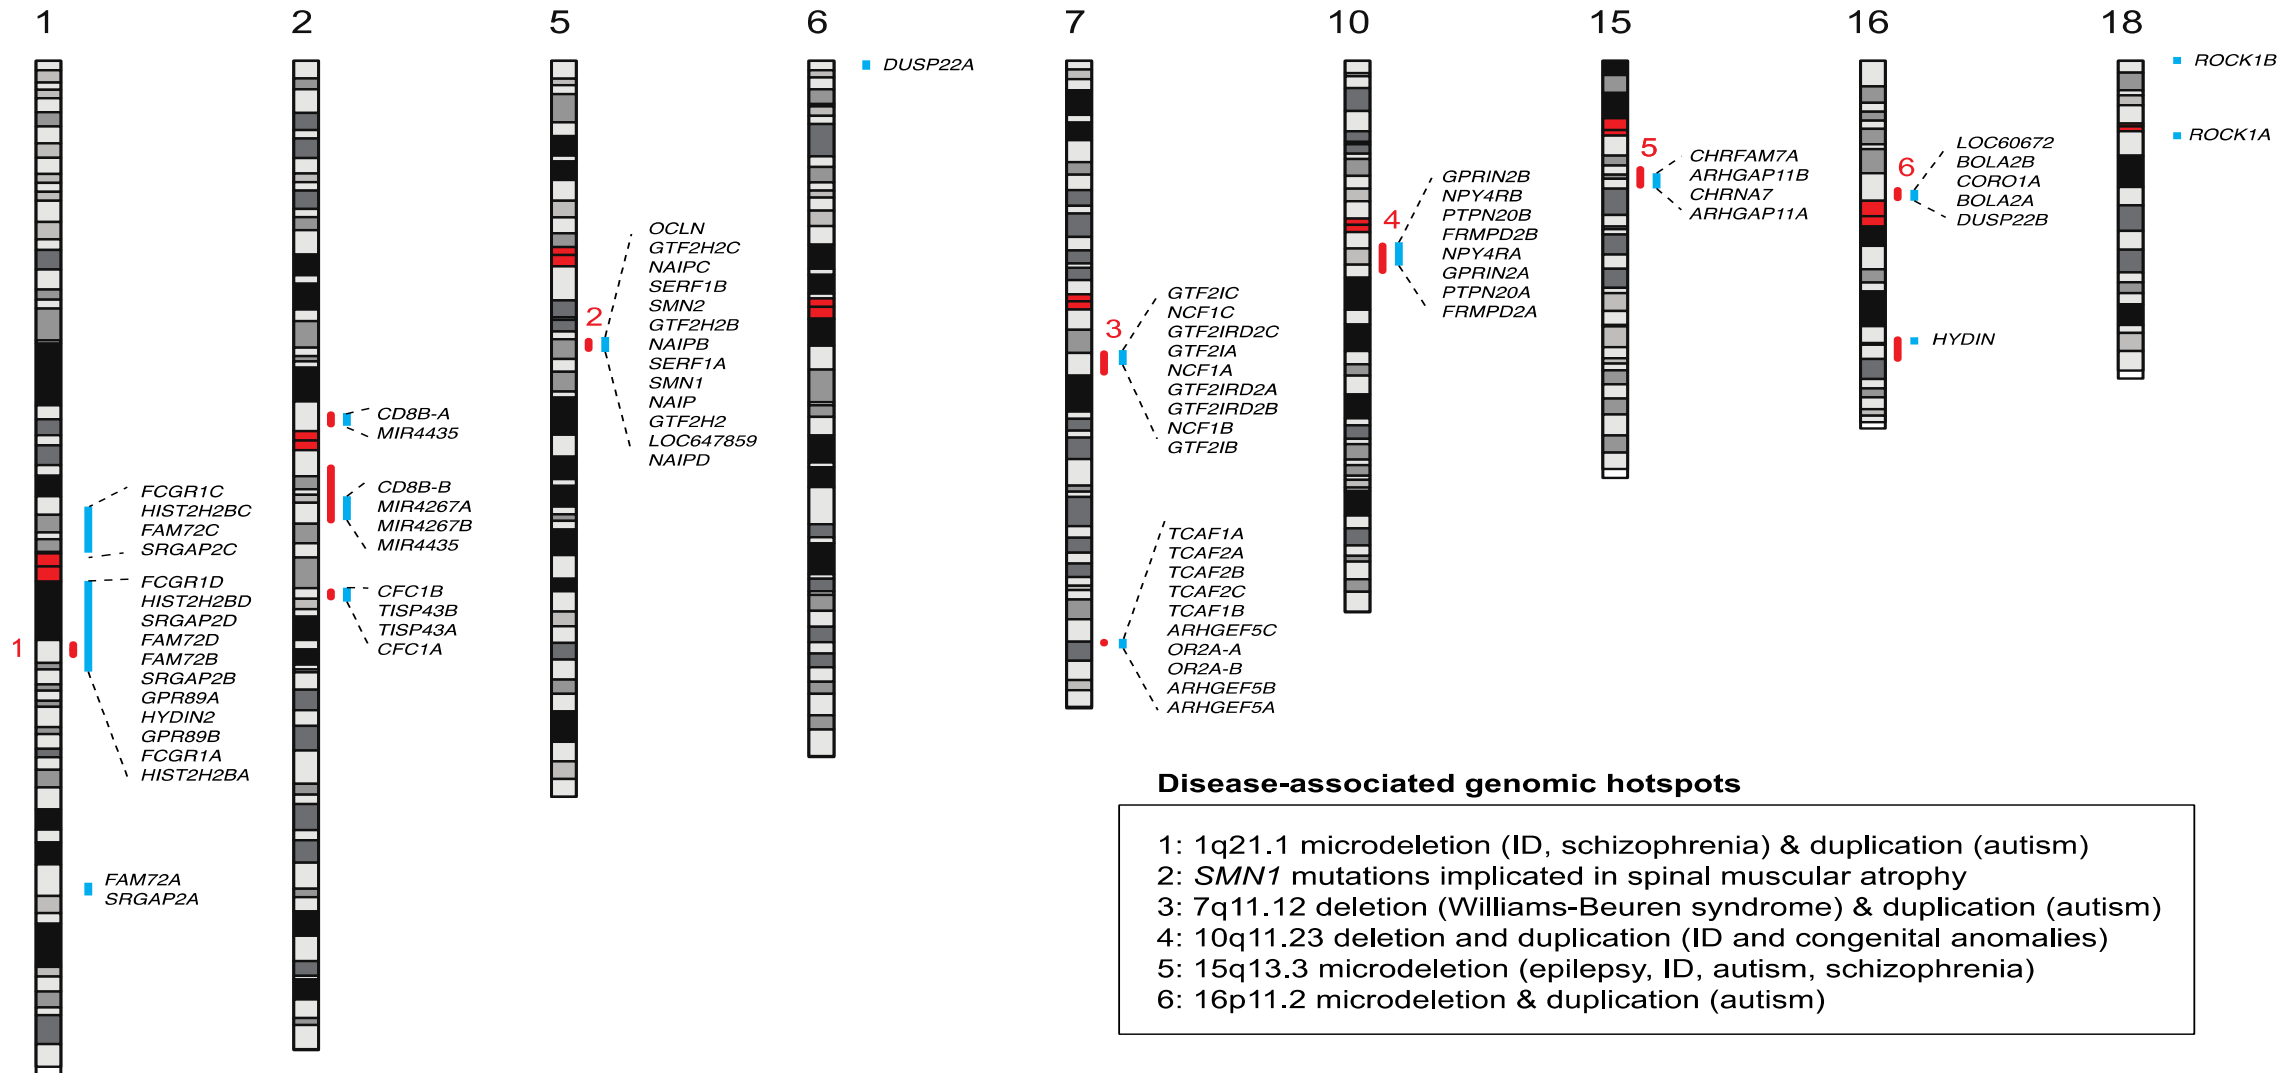 1
2
5
6
7
10
15
16
18
FCGR1C
HIST2H2BC
FAM72C
SRGAP2C
FCGR1D
HIST2H2BD
SRGAP2D
FAM72D
FAM72B
SRGAP2B
GPR89A
HYDIN2
GPR89B
FCGR1A
HIST2H2BA
1
FAM72A
SRGAP2A
CD8B-A
MIR4435
CD8B-B
MIR4267A
MIR4267B
MIR4435
CFC1B
TISP43B
TISP43A
CFC1A
2
OCLN
GTF2H2C
NAIPC
SERF1B
SMN2
GTF2H2B
NAIPB
SERF1A
SMN1
NAIP
GTF2H2
LOC647859
NAIPD
DUSP22A
3
GTF2IC
NCF1C
GTF2IRD2C
GTF2IA
NCF1A
GTF2IRD2A
GTF2IRD2B
NCF1B
GTF2IB
TCAF1A
TCAF2A
TCAF2B
TCAF2C
TCAF1B
ARHGEF5C
OR2A-A
OR2A-B
ARHGEF5B
ARHGEF5A
4
GPRIN2B
NPY4RB
PTPN20B
FRMPD2B
NPY4RA
GPRIN2A
PTPN20A
FRMPD2A
5
CHRFAM7A
ARHGAP11B
CHRNA7
ARHGAP11A
6
LOC60672
BOLA2B
CORO1A
BOLA2A
DUSP22B
HYDIN
ROCK1B
ROCK1A
Disease-associated genomic hotspots
1: 1q21.1 microdeletion (ID, schizophrenia) & duplication (autism)
2: SMN1 mutations implicated in spinal muscular atrophy
3: 7q11.12 deletion (Williams-Beuren syndrome) & duplication (autism)
4: 10q11.23 deletion and duplication (ID and congenital anomalies)
5: 15q13.3 microdeletion (epilepsy, ID, autism, schizophrenia)
6: 16p11.2 microdeletion & duplication (autism)